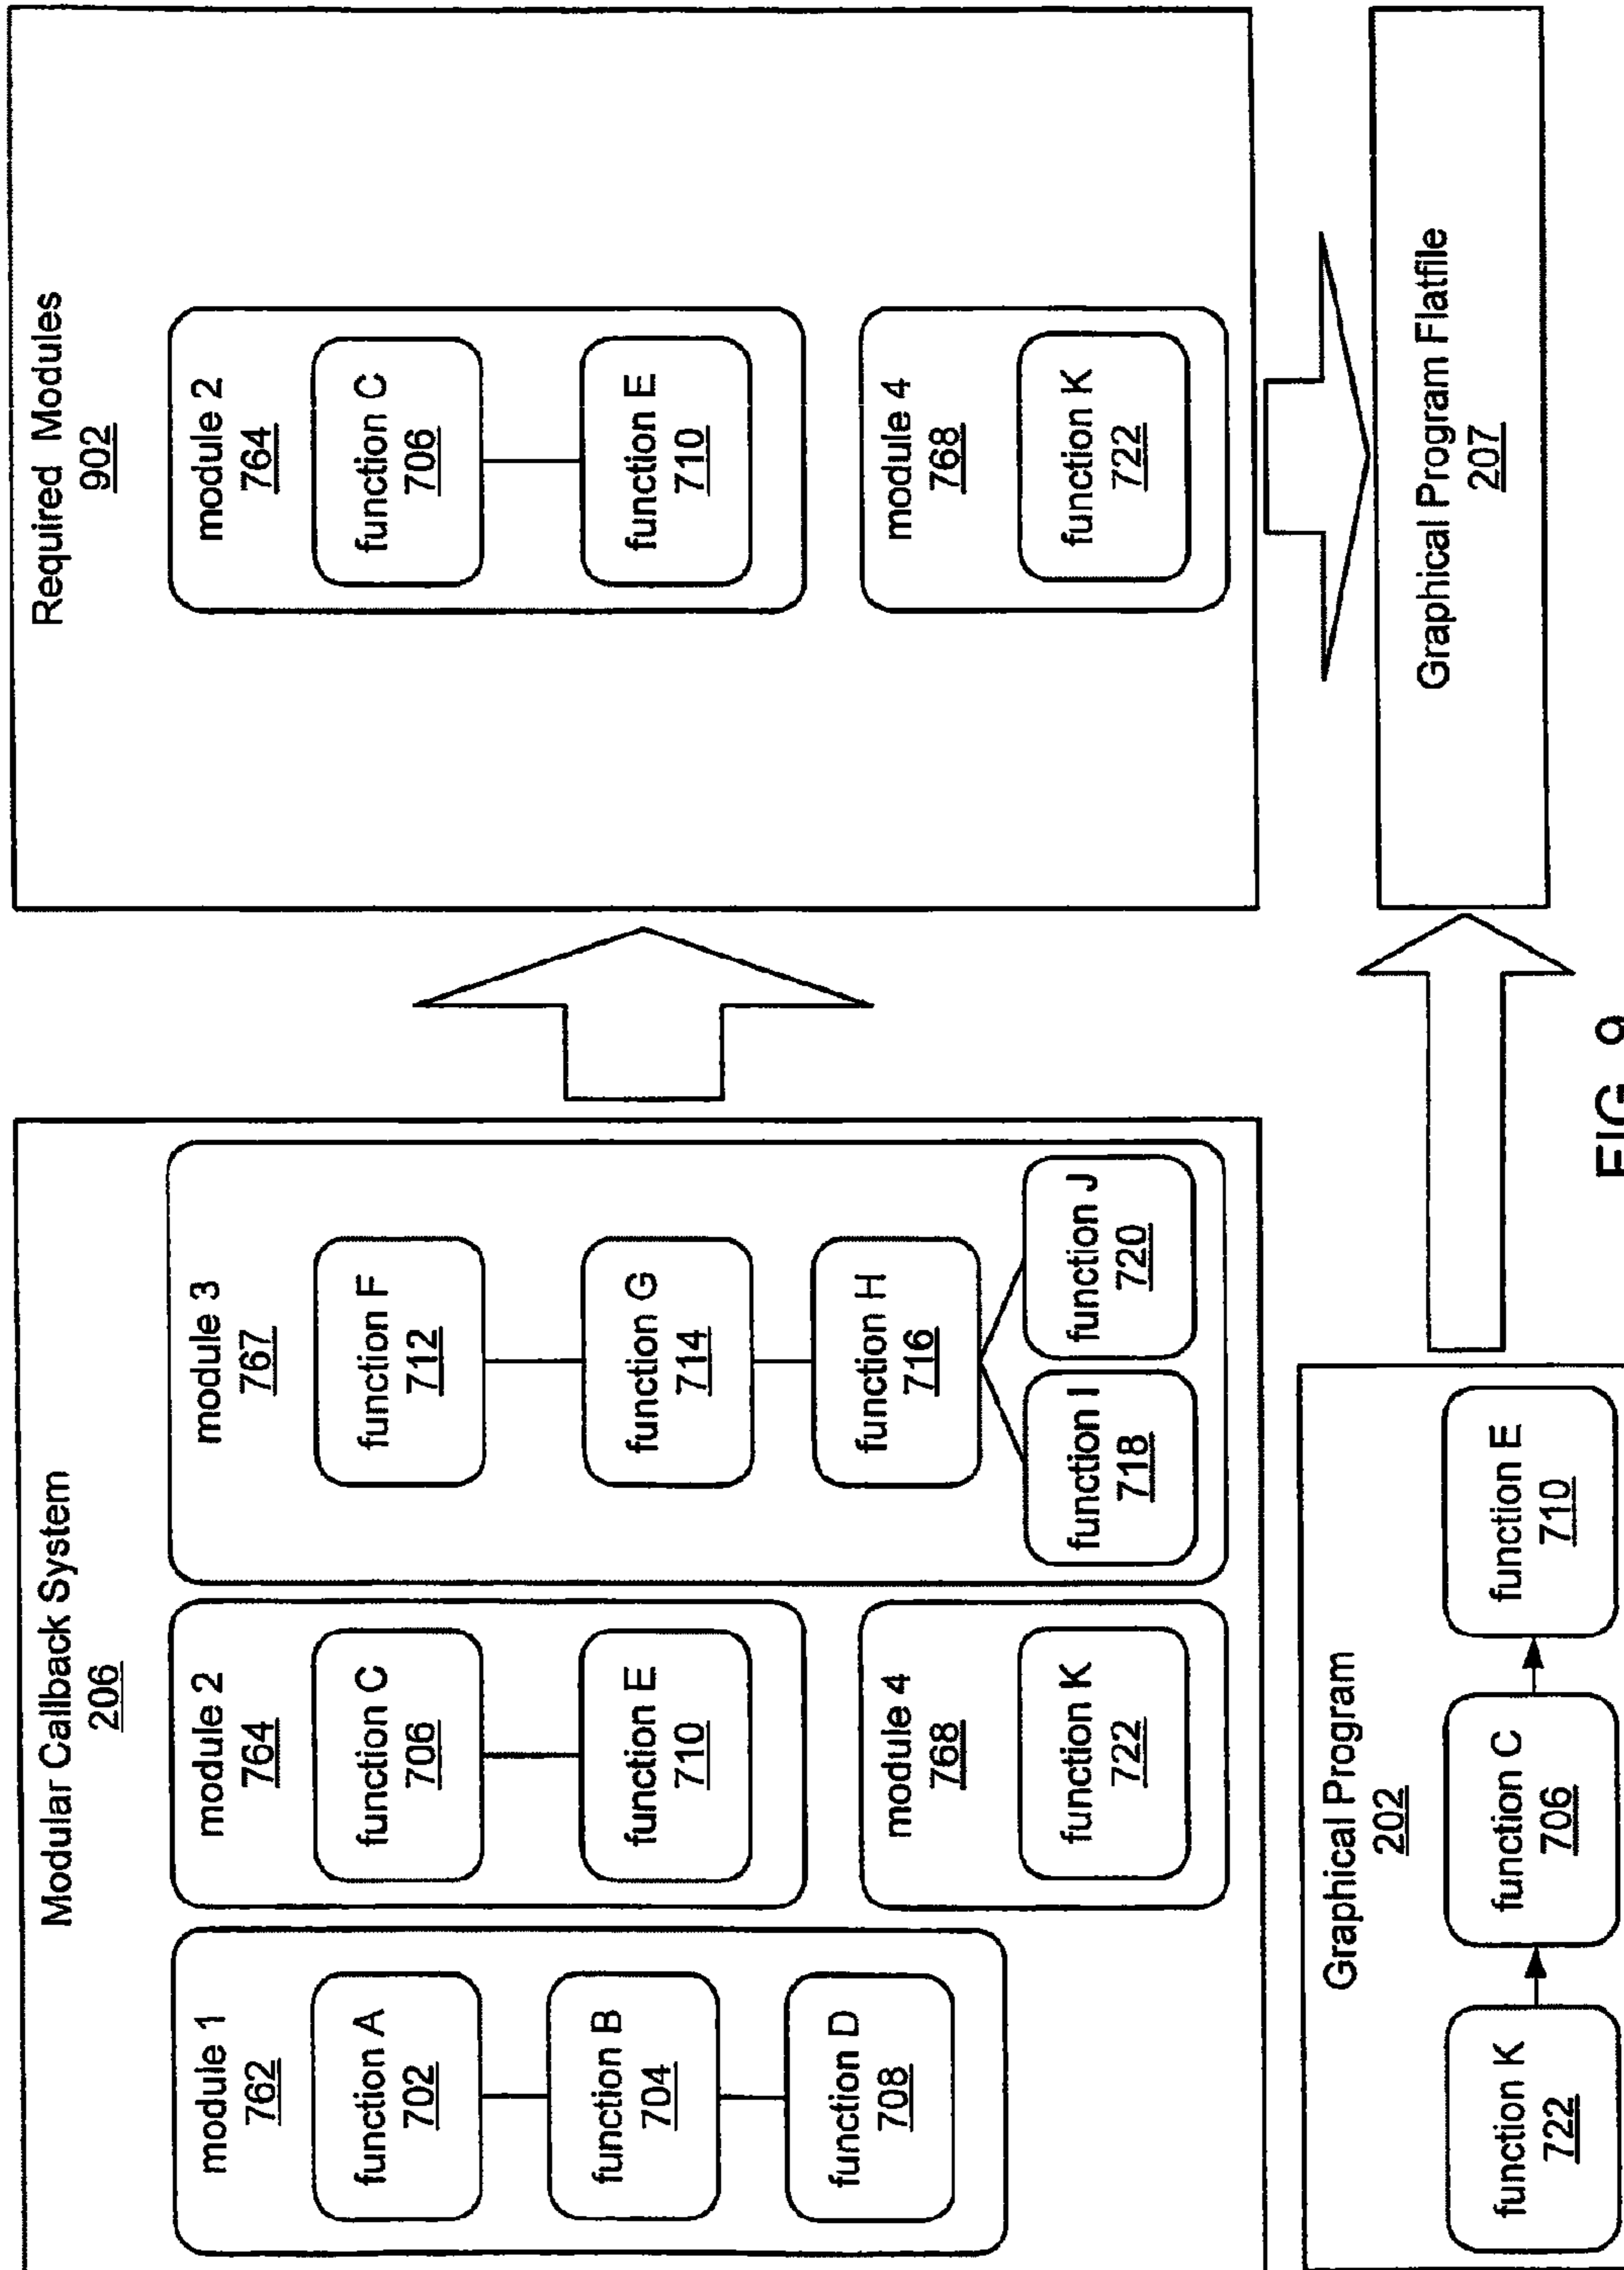 Modular Callback System
206
module 1
762
function A
702
function B
704
function D
708
module 2
764
function C
706
function E
710
module 4
768
function K
722
module 3
767
function F
712
function G
714
function H
716
function I
718
function J
720
Required Modules
902
module 2
764
function C
706
function E
710
module 4
768
function K
722
Graphical Program
202
function K
722
function C
706
function E
710
Graphical Program Flatfile
207
FIG. 9